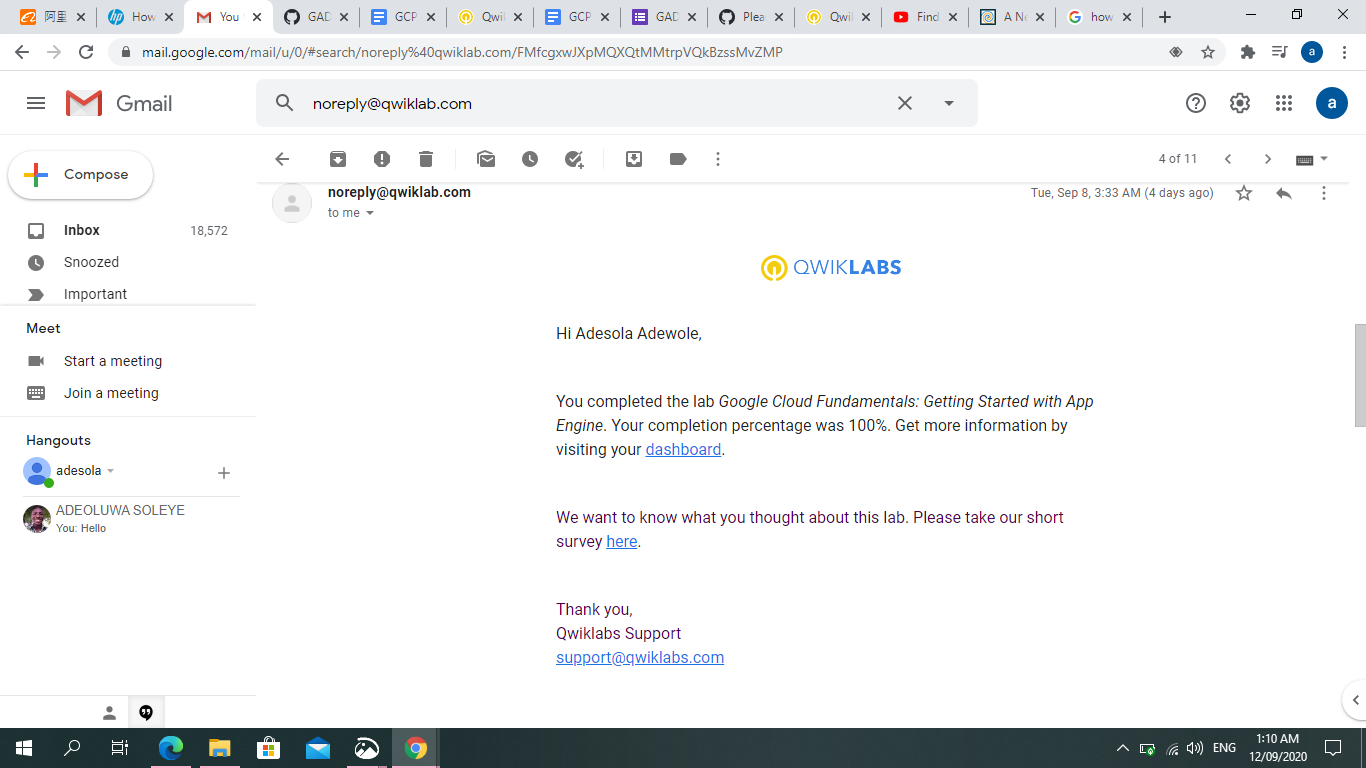 阿里
How
You
GAD
GCP
Qwi
GCP
GAD
Plea
Qwi
Find
A Ne
how
mail.google.com/mail/u/0/#search/noreply%40qwiklab.com/FMfcgxwJXpMQXQtMMtrpVQkBzssMvZMP
a
Gmail
noreply@qwiklab.com
a
Compose
4 of 11
noreply@qwiklab.com
Tue, Sep 8, 3:33 AM (4 days ago)
to me
Inbox 18,572
Snoozed
Important
Meet
Start a meeting
Join a meeting
Hangouts
adesola
ADEOLUWA SOLEYE
You: Hello
QWIKLABS
Hi Adesola Adewole,
You completed the lab Google Cloud Fundamentals: Getting Started with App
Engine. Your completion percentage was 100%. Get more information by
visiting your dashboard.
We want to know what you thought about this lab. Please take our short
survey here.
Thank you,
Qwiklabs Support
support@qwiklabs.com
ENG
1:10 AM
12/09/2020